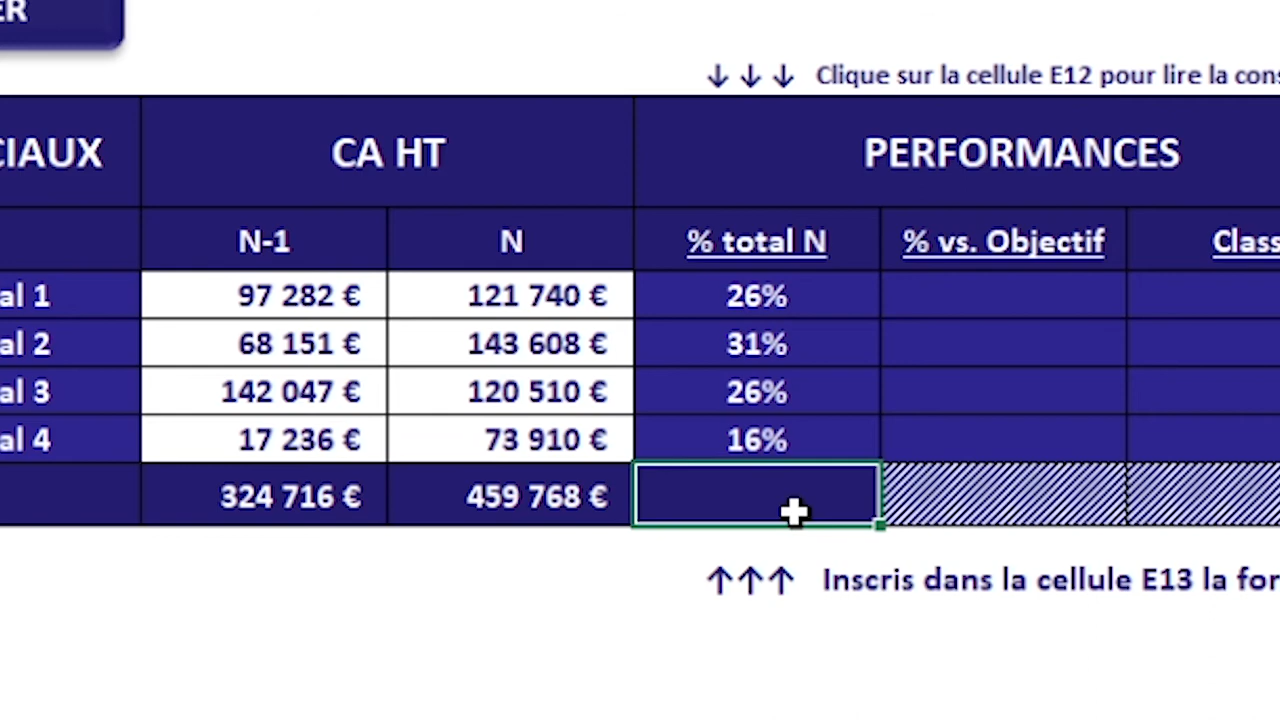 ER
↓ ↓ ↓ Clique sur la cellule E12 pour lire la cons
CIAUX CA HT PERFORMANCES
N-1 N % total N % vs. Objectif Class
al 1 97 282 € 121 740 € 26%
al 2 68 151 € 143 608 € 31%
al 3 142 047 € 120 510 € 26%
al 4 17 236 € 73 910 € 16%
324 716 € 459 768 €
↑↑↑ Inscris dans la cellule E13 la for